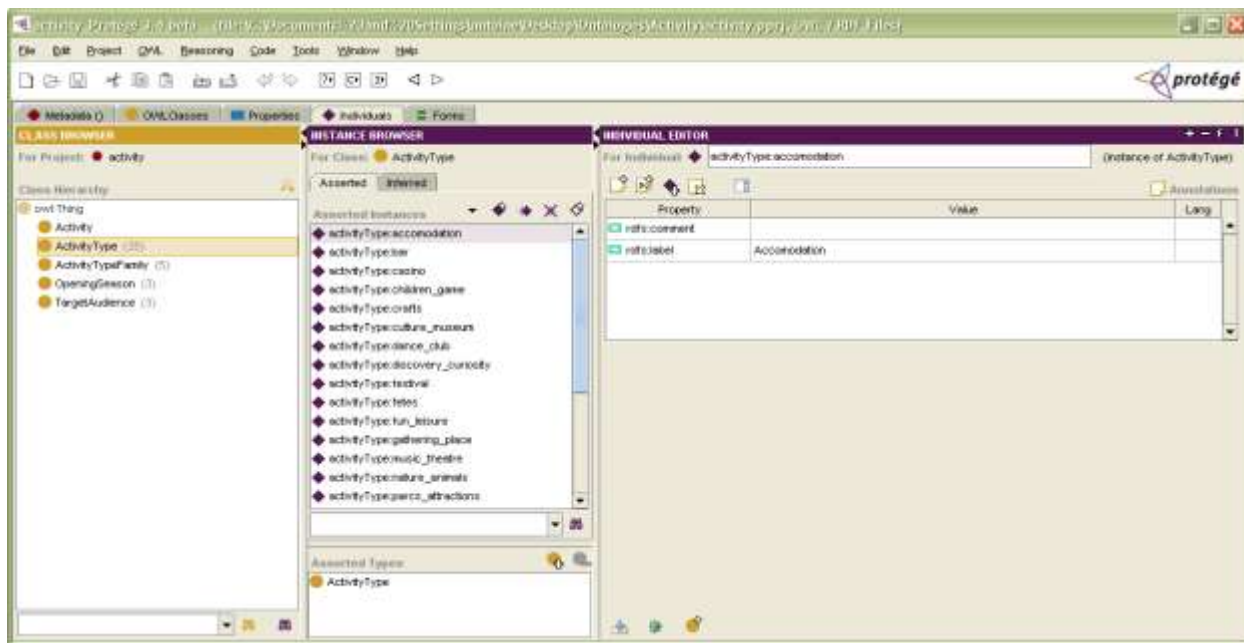 File Edit Project OWL Reasoning Code Tools Window Help
protégé
Metadata () OWLClasses Properties Individuals Forms
CLASS BROWSER
For Project: activity
Class Hierarchy
owl:Thing
Activity
ActivityType
ActivityTypeFamily (5)
OpeningSeason (3)
TargetAudience (3)
INSTANCE BROWSER
For Class: ActivityType
Asserted Inferred
Asserted Instances
activityType:accomodation
activityType:bar
activityType:casino
activityType:children_game
activityType:crafts
activityType:culture_museum
activityType:dance_club
activityType:discovery_curiosity
activityType:festival
activityType:fetes
activityType:fun_leisure
activityType:gathering_place
activityType:music_theatre
activityType:nature_animals
activityType:parcs_attractions
Asserted Types
ActivityType
INDIVIDUAL EDITOR
For Individual: activityType:accomodation (instance of ActivityType)
Annotations
Property Value Lang
rdfs:comment
rdfs:label Accomodation